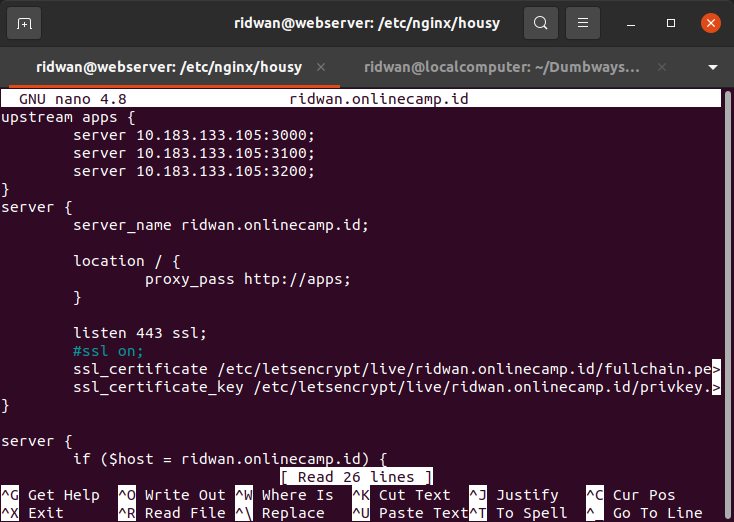 ridwan@webserver: /etc/nginx/housy
ridwan@webserver: /etc/nginx/housy × ridwan@localcomputer: ~/Dumbways... ×
GNU nano 4.8 ridwan.onlinecamp.id
upstream apps {
server 10.183.133.105:3000;
server 10.183.133.105:3100;
server 10.183.133.105:3200;
}
server {
server_name ridwan.onlinecamp.id;
location / {
proxy_pass http://apps;
}
listen 443 ssl;
#ssl on;
ssl_certificate /etc/letsencrypt/live/ridwan.onlinecamp.id/fullchain.pe>
ssl_certificate_key /etc/letsencrypt/live/ridwan.onlinecamp.id/privkey.>
}
server {
if ($host = ridwan.onlinecamp.id) {
[ Read 26 lines ]
^G Get Help ^O Write Out ^W Where Is ^K Cut Text ^J Justify ^C Cur Pos
^X Exit ^R Read File ^\ Replace ^U Paste Text ^T To Spell ^_ Go To Line